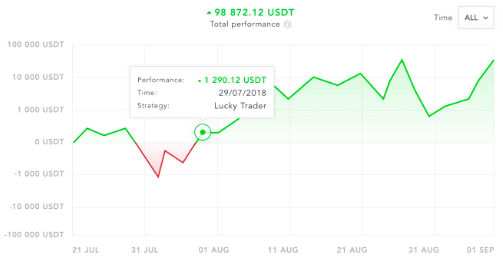 98 872.12 USDT
Total performance
Time ALL
100 000 USDT
10 000 USDT
1 000 USDT
0 USDT
-1 000 USDT
-10 000 USDT
-100 000 USDT
Performance: 1 290.12 USDT
Time: 29/07/2018
Strategy: Lucky Trader
21 JUL 31 JUL 01 AUG 11 AUG 21 AUG 31 AUG 01 SEP